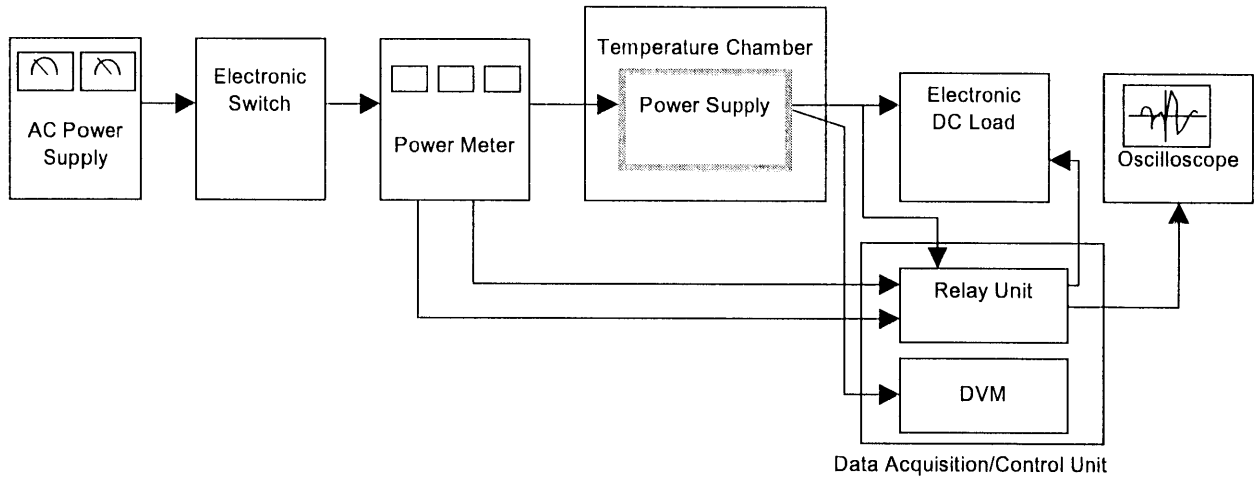 AC Power
Supply
Electronic
Switch
Power Meter
Temperature Chamber
Power Supply
Electronic
DC Load
Oscilloscope
Relay Unit
DVM
Data Acquisition/Control Unit